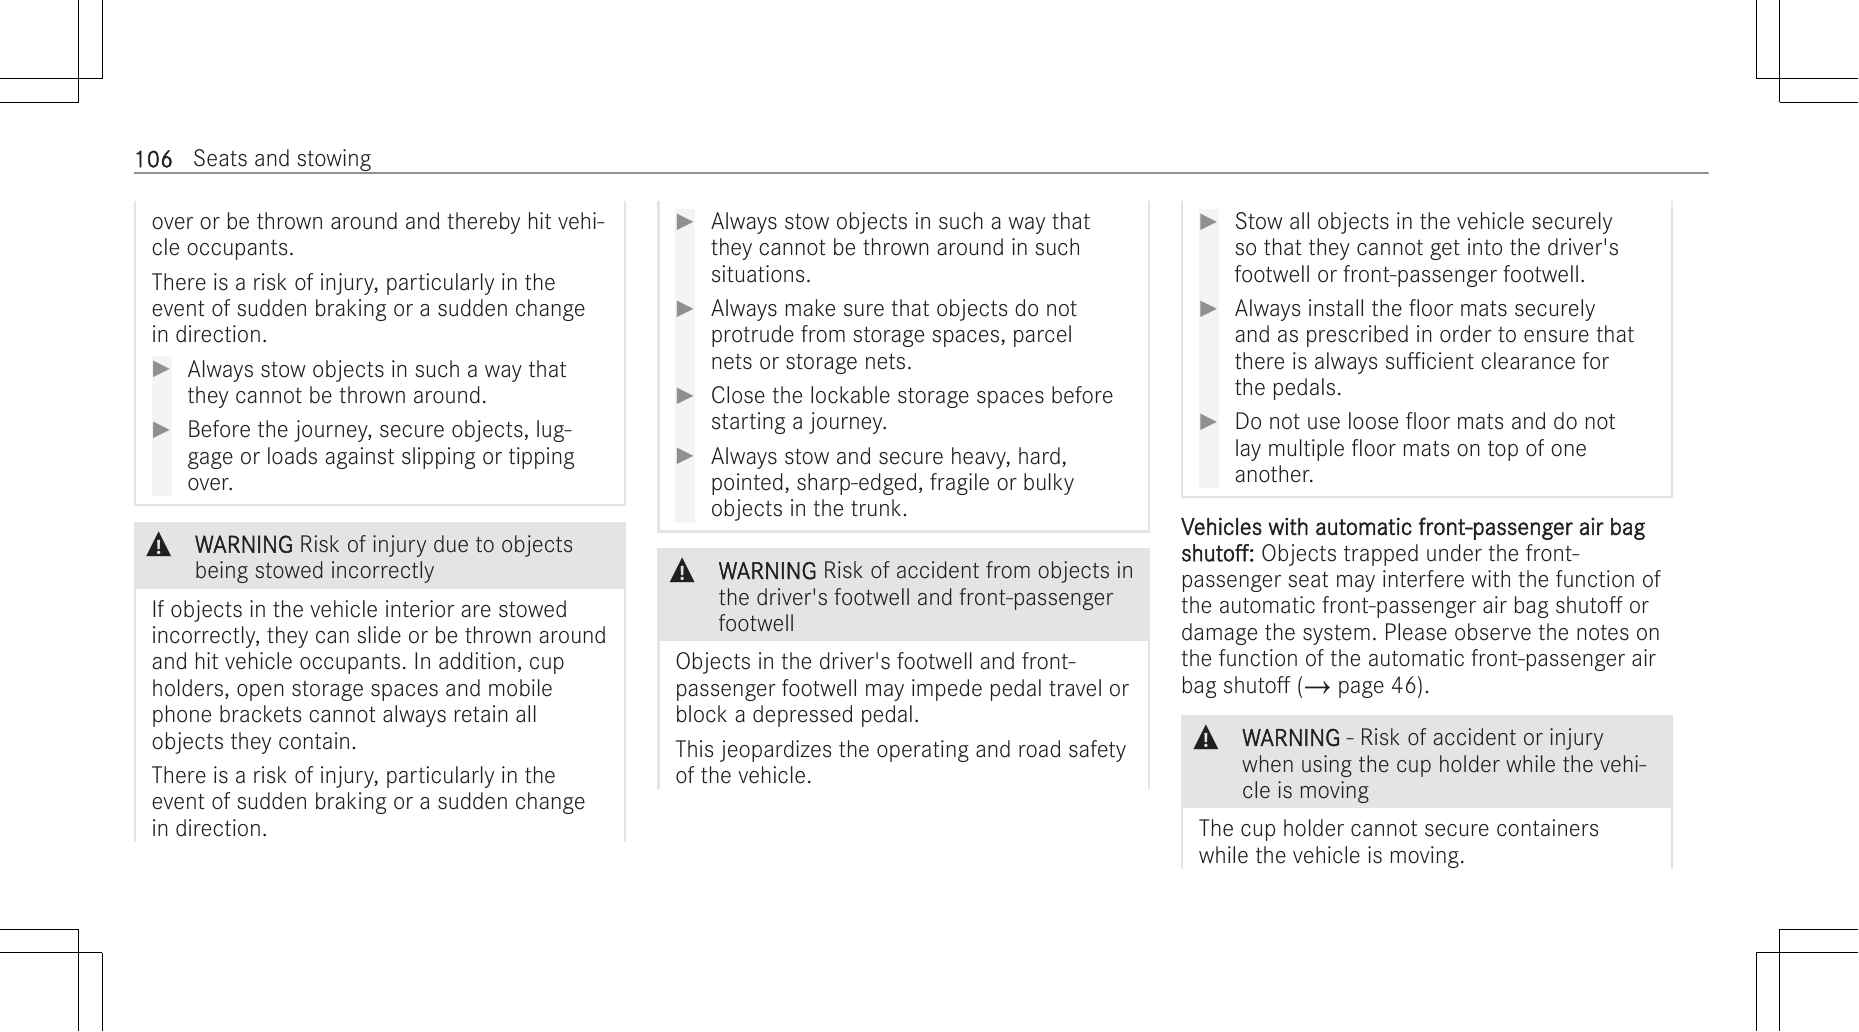 106 Seats and stowing
over or be thrown around and thereby hit vehi-
cle occupants.
There is a risk of injury, particularly in the
event of sudden braking or a sudden change
in direction.
▶ Always stow objects in such a way that
they cannot be thrown around.
▶ Before the journey, secure objects, lug-
gage or loads against slipping or tipping
over.
WARNING Risk of injury due to objects
being stowed incorrectly
If objects in the vehicle interior are stowed
incorrectly, they can slide or be thrown around
and hit vehicle occupants. In addition, cup
holders, open storage spaces and mobile
phone brackets cannot always retain all
objects they contain.
There is a risk of injury, particularly in the
event of sudden braking or a sudden change
in direction.
▶ Always stow objects in such a way that
they cannot be thrown around in such
situations.
▶ Always make sure that objects do not
protrude from storage spaces, parcel
nets or storage nets.
▶ Close the lockable storage spaces before
starting a journey.
▶ Always stow and secure heavy, hard,
pointed, sharp-edged, fragile or bulky
objects in the trunk.
WARNING Risk of accident from objects in
the driver's footwell and front-passenger
footwell
Objects in the driver's footwell and front-
passenger footwell may impede pedal travel or
block a depressed pedal.
This jeopardizes the operating and road safety
of the vehicle.
▶ Stow all objects in the vehicle securely
so that they cannot get into the driver's
footwell or front-passenger footwell.
▶ Always install the floor mats securely
and as prescribed in order to ensure that
there is always sufficient clearance for
the pedals.
▶ Do not use loose floor mats and do not
lay multiple floor mats on top of one
another.
Vehicles with automatic front-passenger air bag
shutoff: Objects trapped under the front-
passenger seat may interfere with the function of
the automatic front-passenger air bag shutoff or
damage the system. Please observe the notes on
the function of the automatic front-passenger air
bag shutoff (→ page 46).
WARNING - Risk of accident or injury
when using the cup holder while the vehi-
cle is moving
The cup holder cannot secure containers
while the vehicle is moving.